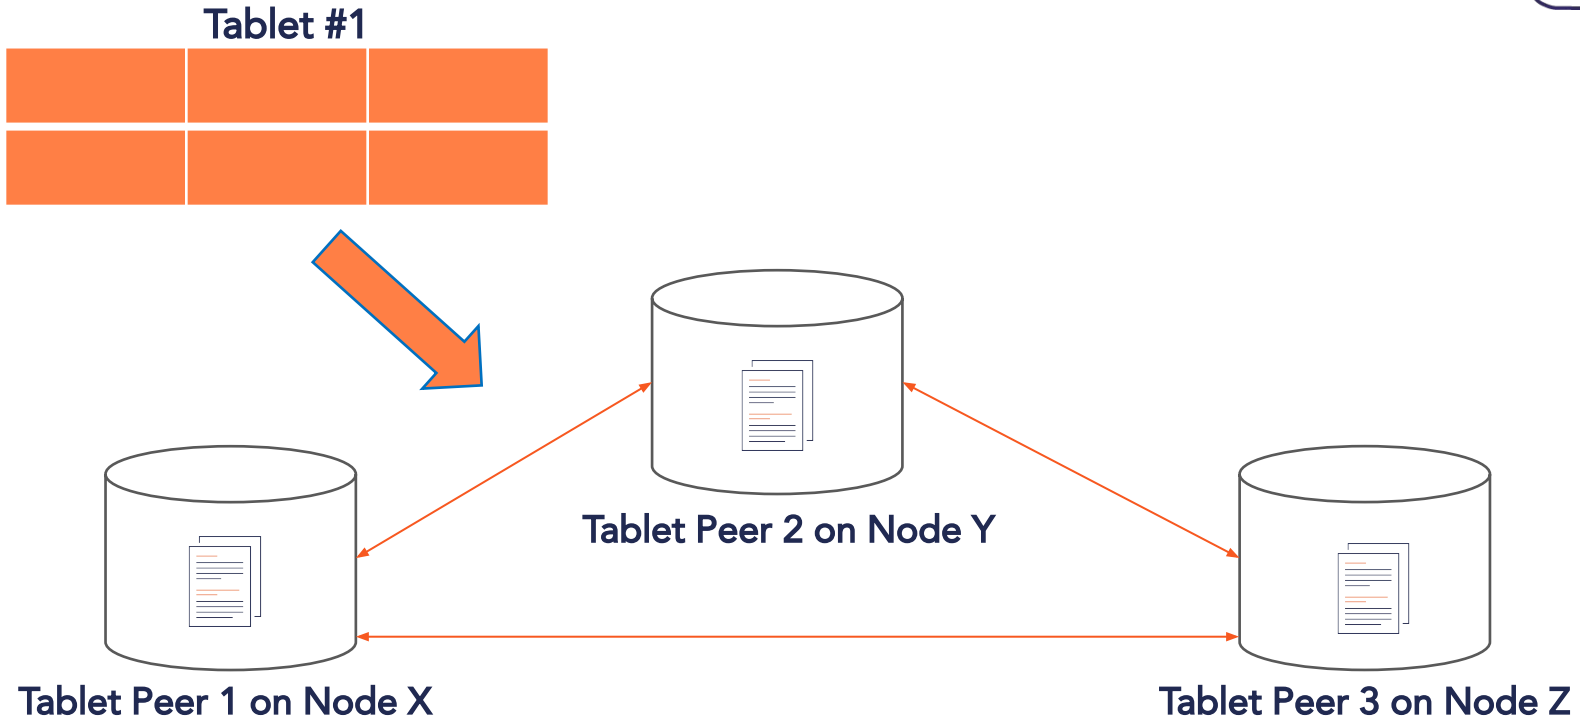 Tablet #1
Tablet Peer 2 on Node Y
Tablet Peer 1 on Node X
Tablet Peer 3 on Node Z